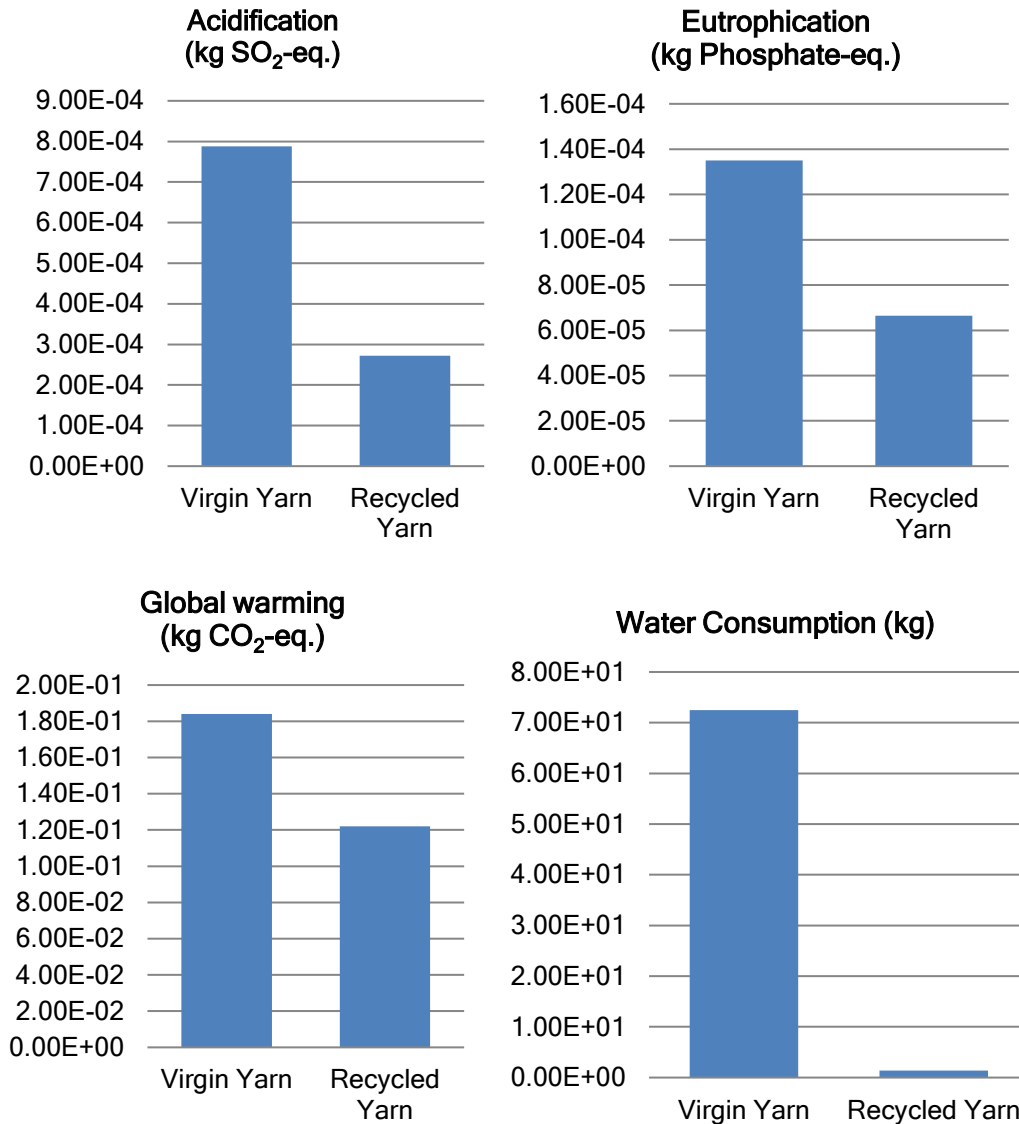 Acidification
(kg SO₂-eq.)
9.00E-04
8.00E-04
7.00E-04
6.00E-04
5.00E-04
4.00E-04
3.00E-04
2.00E-04
1.00E-04
0.00E+00
Virgin Yarn Recycled
Yarn
Eutrophication
(kg Phosphate-eq.)
1.60E-04
1.40E-04
1.20E-04
1.00E-04
8.00E-05
6.00E-05
4.00E-05
2.00E-05
0.00E+00
Virgin Yarn Recycled
Yarn
Global warming
(kg CO₂-eq.)
2.00E-01
1.80E-01
1.60E-01
1.40E-01
1.20E-01
1.00E-01
8.00E-02
6.00E-02
4.00E-02
2.00E-02
0.00E+00
Virgin Yarn Recycled
Yarn
Water Consumption (kg)
8.00E+01
7.00E+01
6.00E+01
5.00E+01
4.00E+01
3.00E+01
2.00E+01
1.00E+01
0.00E+00
Virgin Yarn Recycled Yarn